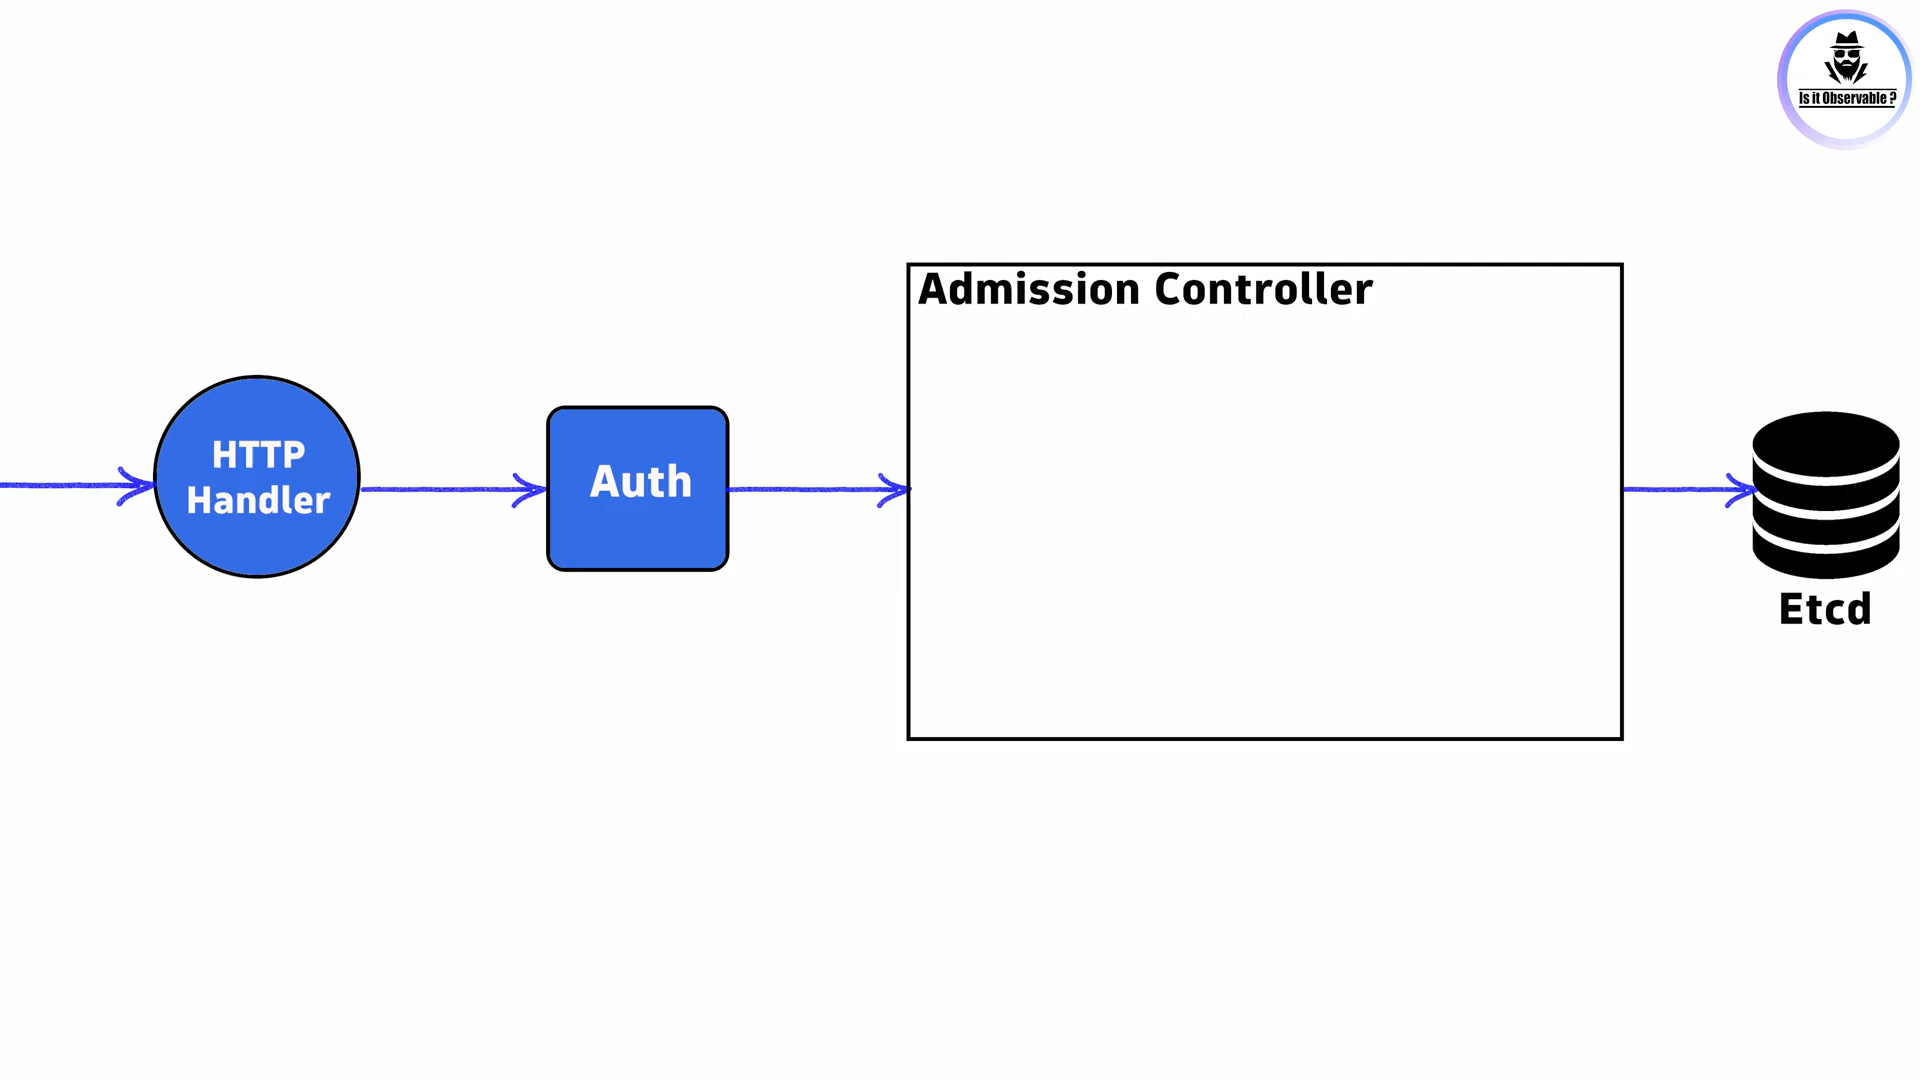 Is it Observable ?
Admission Controller
HTTP
Handler
Auth
Etcd